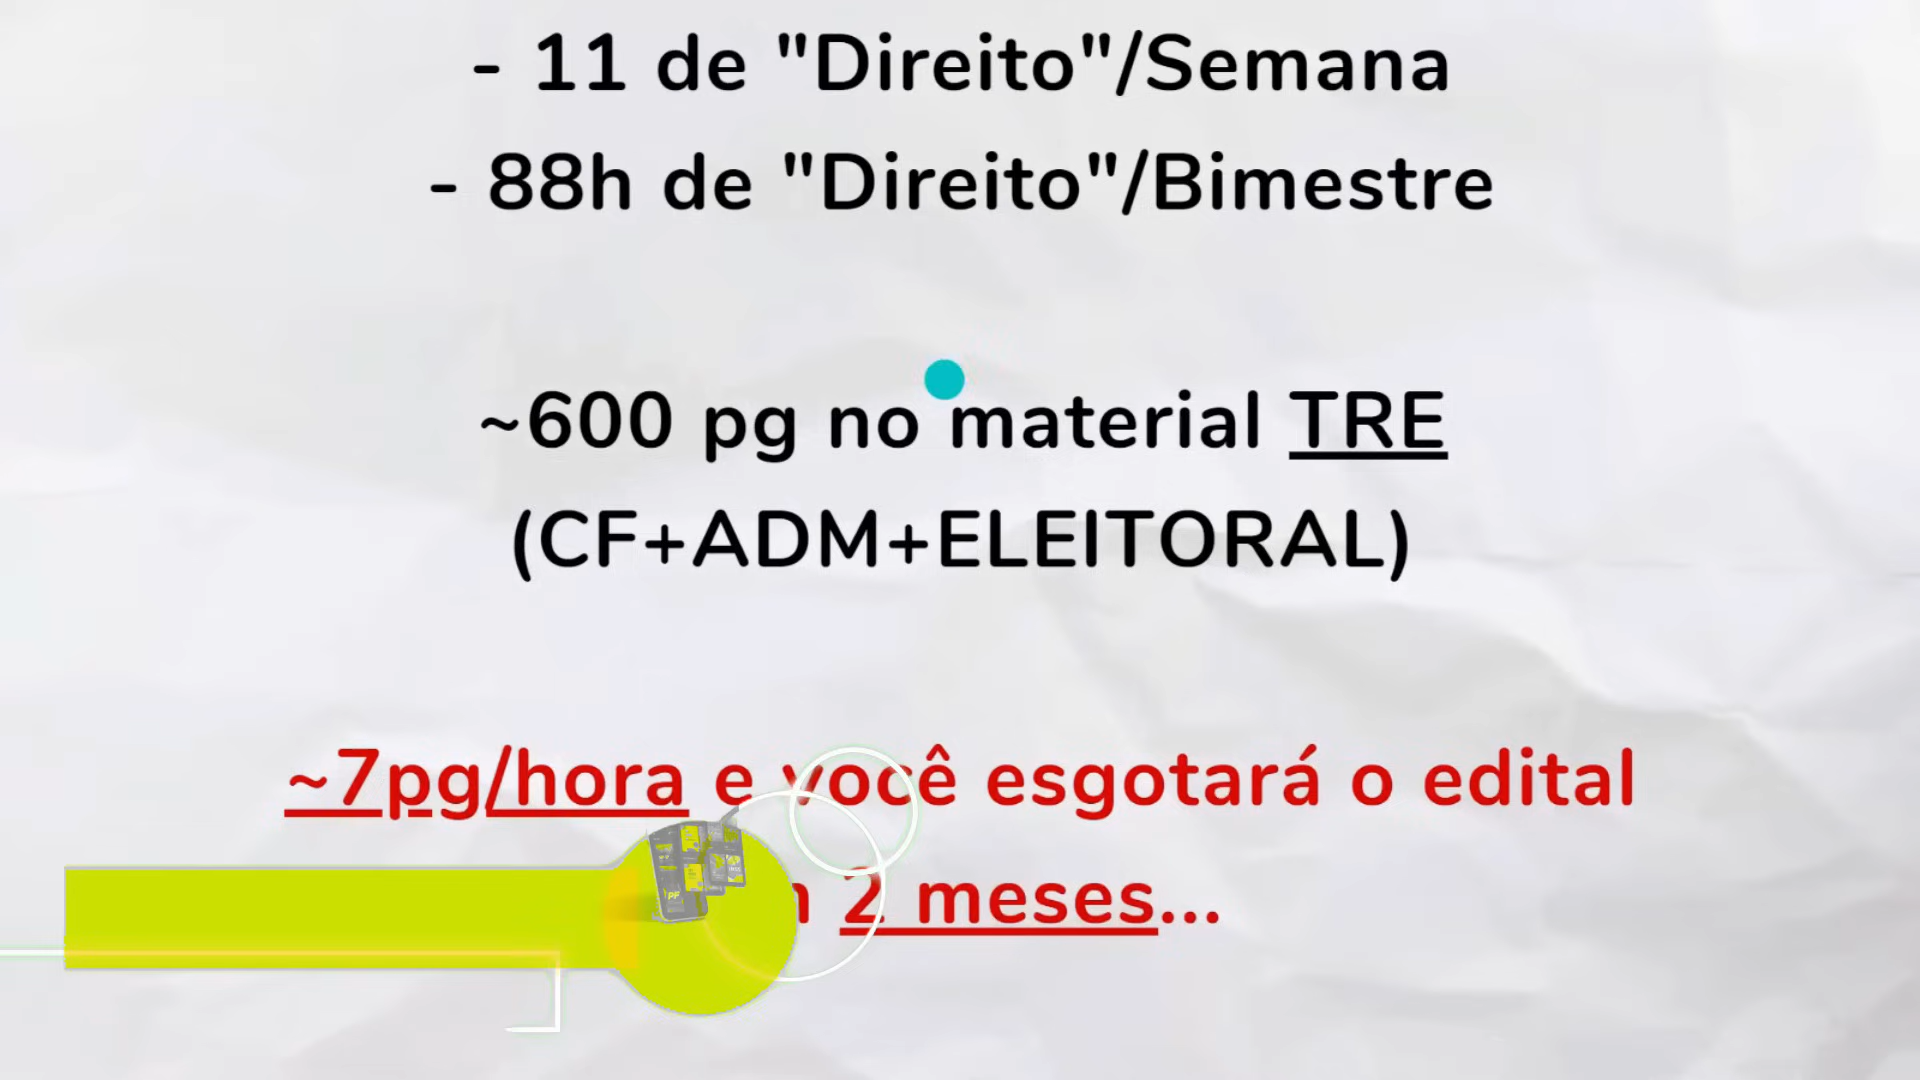 - 11 de "Direito"/Semana
- 88h de "Direito"/Bimestre
~600 pg no material TRE
(CF+ADM+ELEITORAL)
~7pg/hora e você esgotará o edital
2 meses...